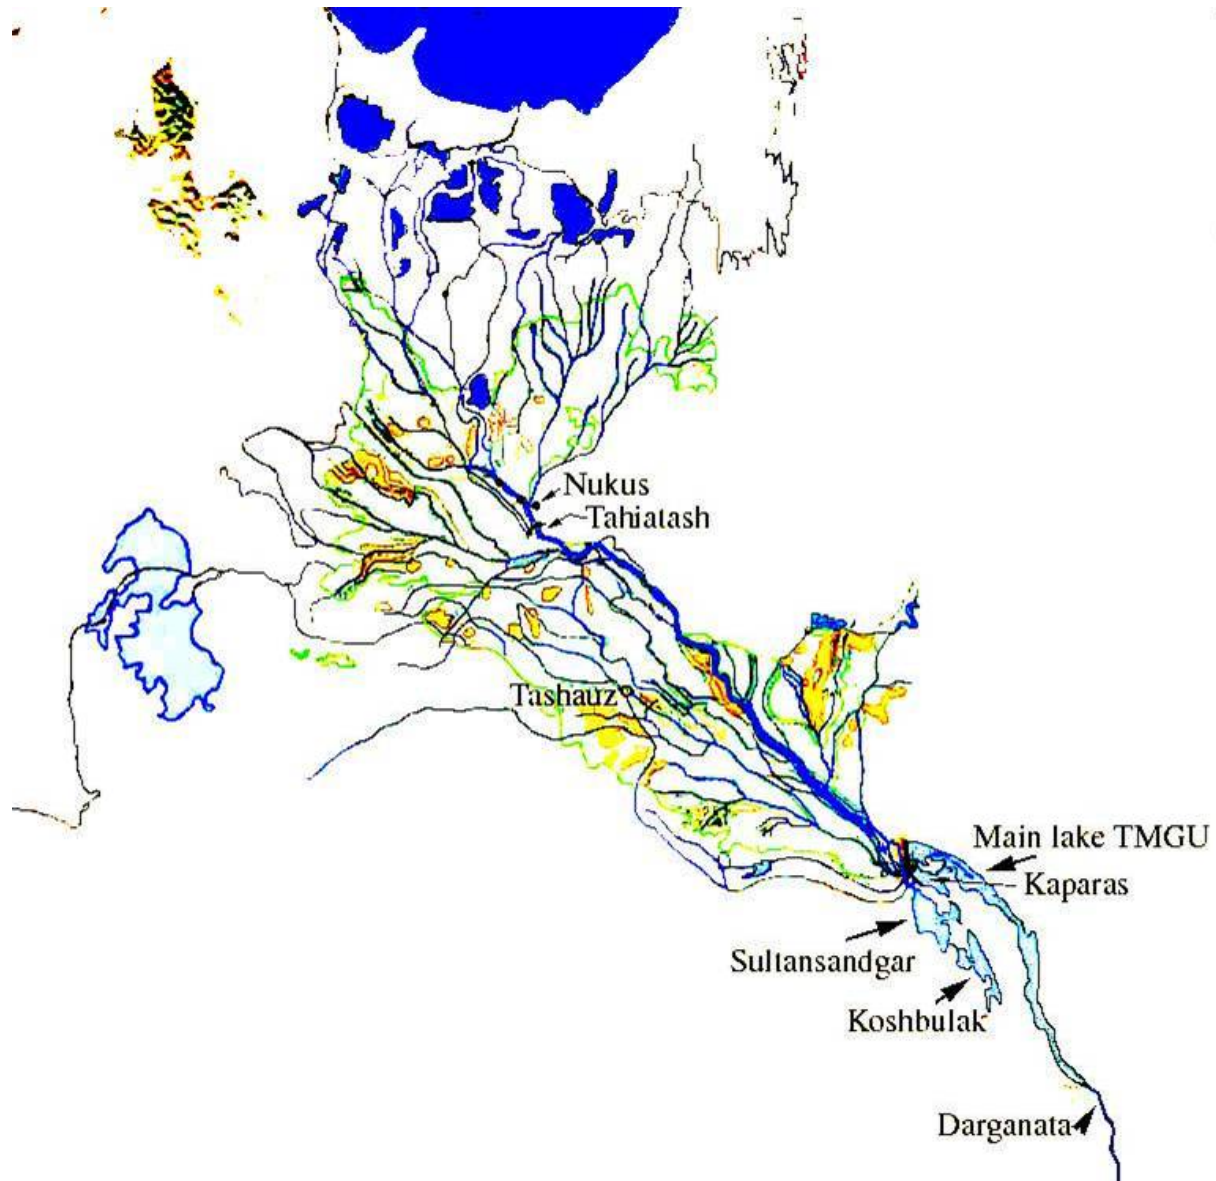 Nukus
Tahiatash
Tashauz
Main lake TMGU
Kaparas
Sultansandgar
Koshbulak
Darganata